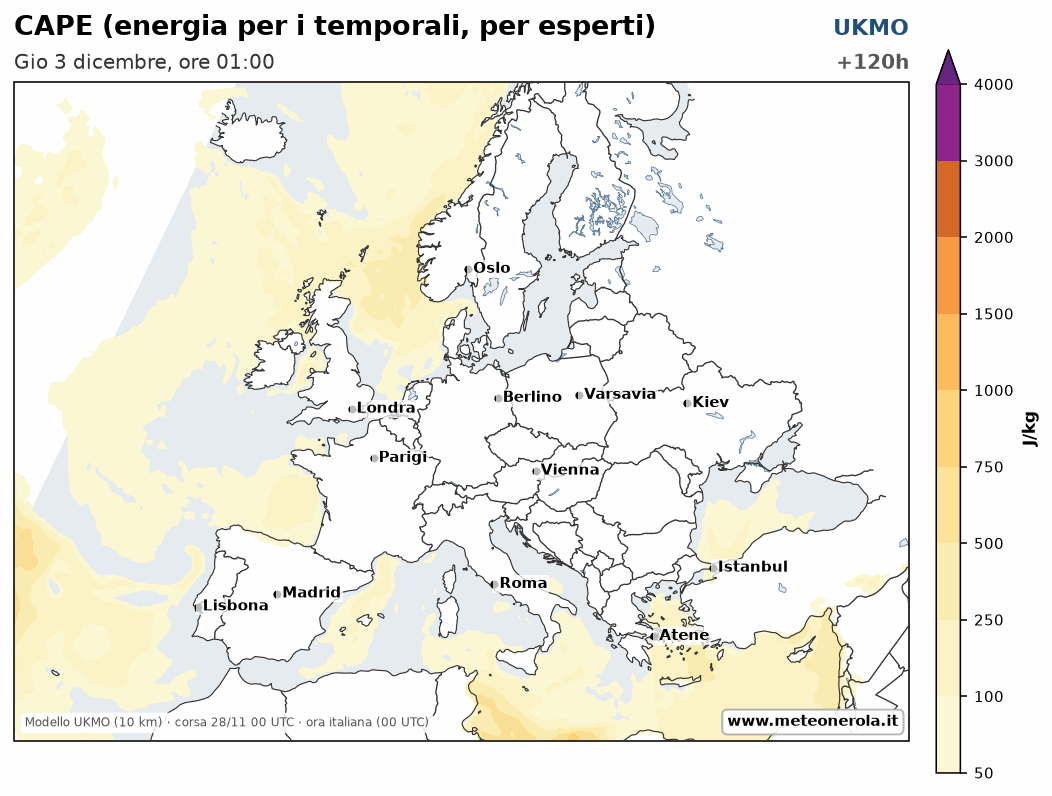 CAPE (energia per i temporali, per esperti)
UKMO
Gio 3 dicembre, ore 01:00
+120h
4000
3000
2000
1500
1000
750
500
250
100
50
J/kg
Oslo
Londra
Berlino
Varsavia
Kiev
Parigi
Vienna
Istanbul
Roma
Madrid
Lisbona
Atene
Modello UKMO (10 km) · corsa 28/11 00 UTC · ora italiana (00 UTC)
www.meteonerola.it